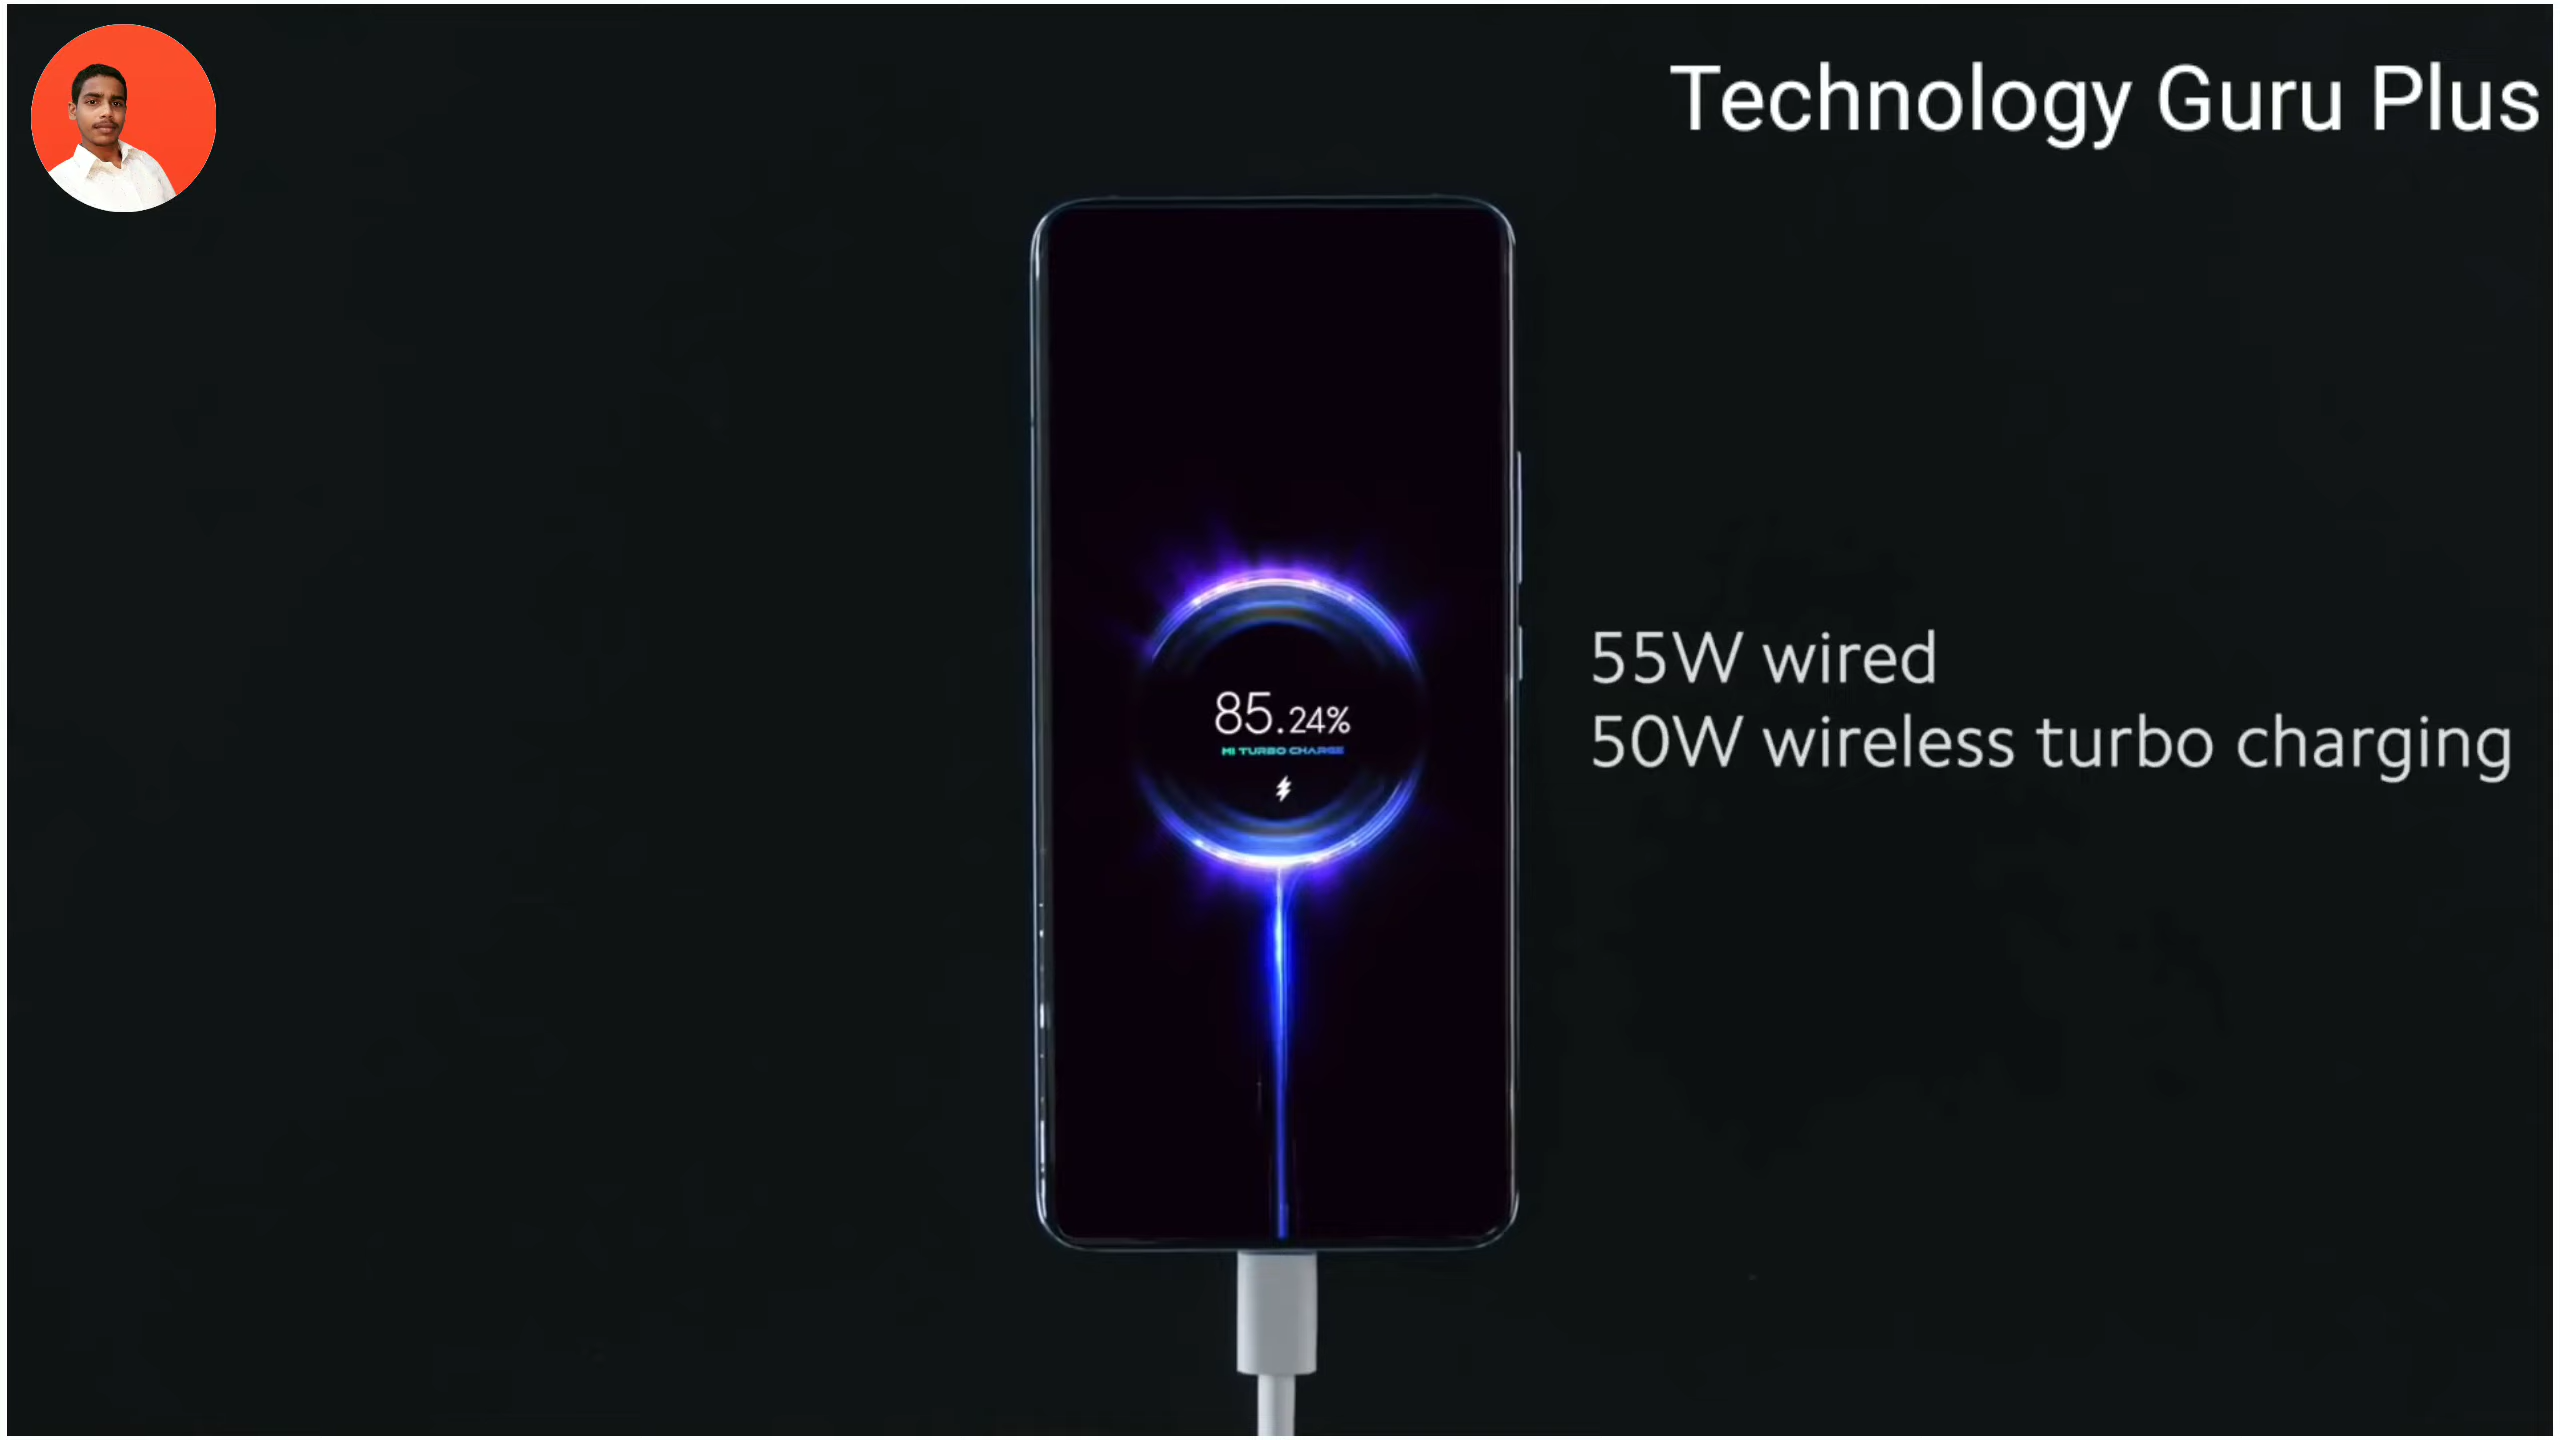 Technology Guru Plus
55W wired
50W wireless turbo charging
85.24%
MI TURBO CHARGE